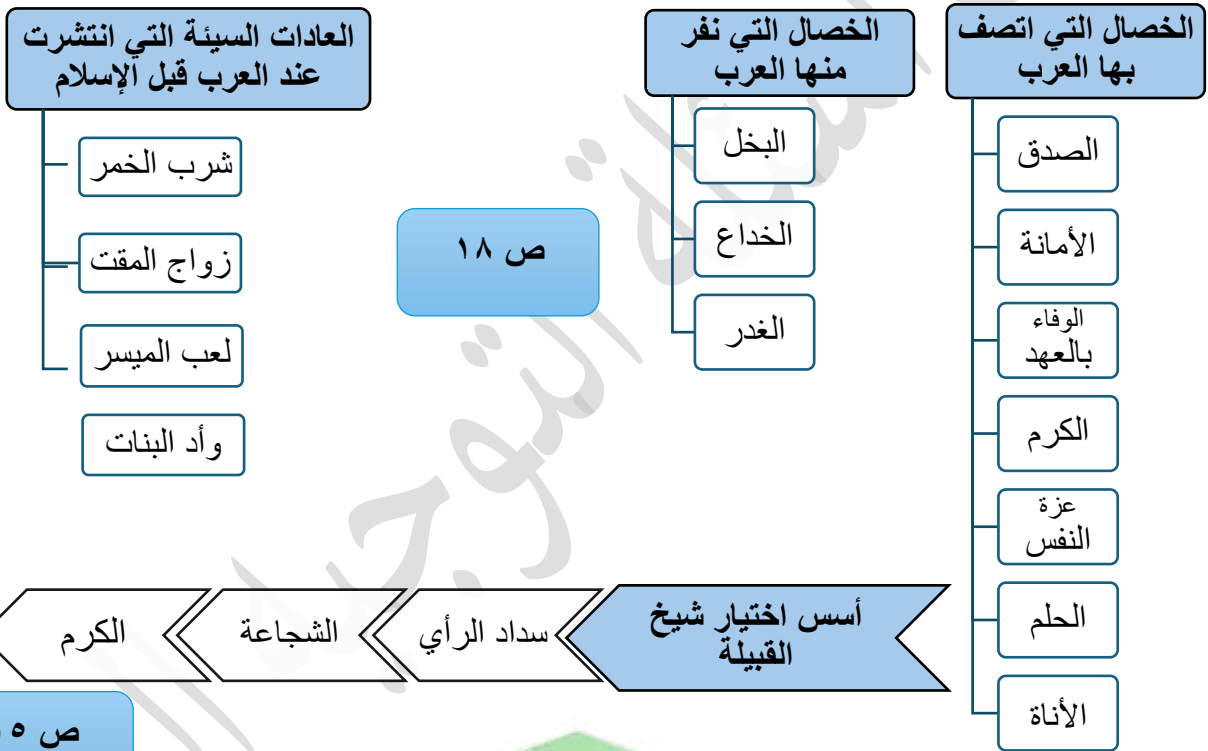 الخصال التي اتصف
بها العرب
الصدق
الأمانة
الوفاء
بالعهد
الكرم
عزة
النفس
الحلم
الأناة
الخصال التي نفر
منها العرب
البخل
الخداع
الغدر
ص ١٨
العادات السيئة التي انتشرت
عند العرب قبل الإسلام
شرب الخمر
زواج المقت
لعب الميسر
وأد البنات
أسس اختيار شيخ
القبيلة
سداد الرأي
الشجاعة
الكرم
ص ٥